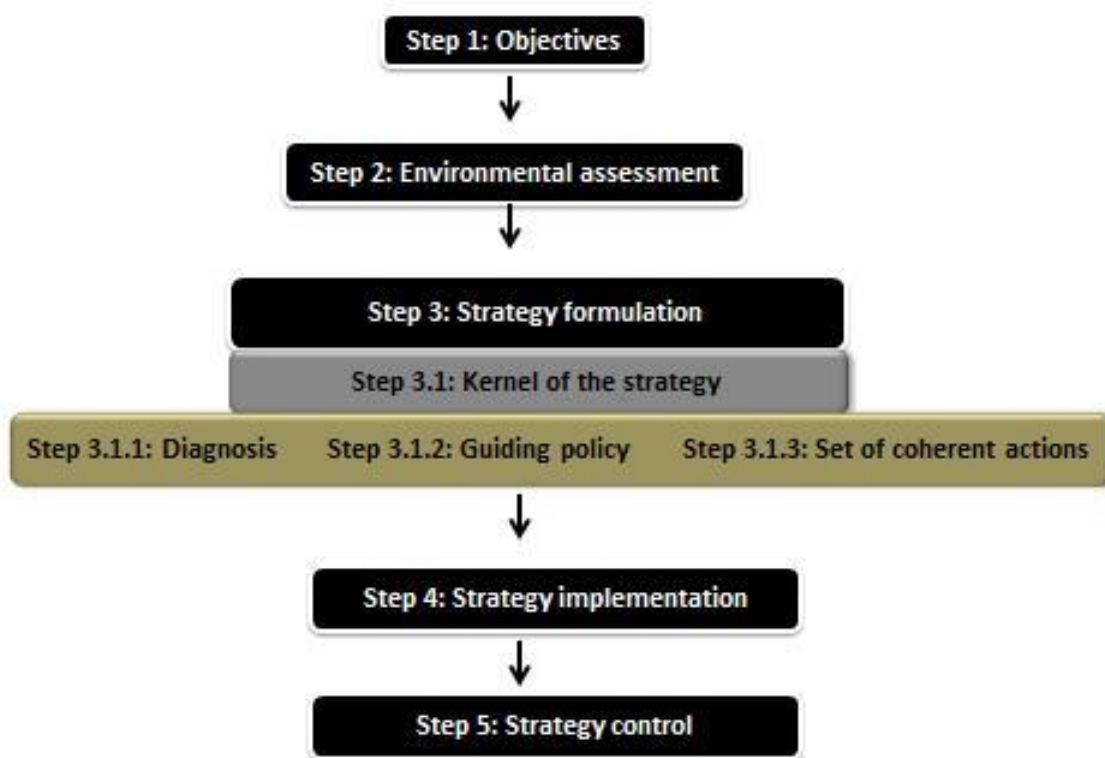 Step 1: Objectives
Step 2: Environmental assessment
Step 3: Strategy formulation
Step 3.1: Kernel of the strategy
Step 3.1.1: Diagnosis Step 3.1.2: Guiding policy Step 3.1.3: Set of coherent actions
Step 4: Strategy implementation
Step 5: Strategy control